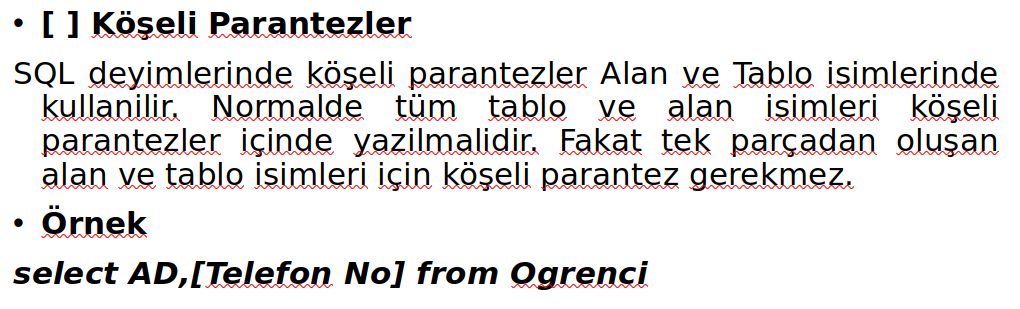 • [ ] Köşeli Parantezler
SQL deyimlerinde köşeli parantezler Alan ve Tablo isimlerinde
kullanilir. Normalde tüm tablo ve alan isimleri köşeli
parantezler içinde yazilmalidir. Fakat tek parçadan oluşan
alan ve tablo isimleri için köşeli parantez gerekmez.
• Örnek
select AD,[Telefon No] from Ogrenci